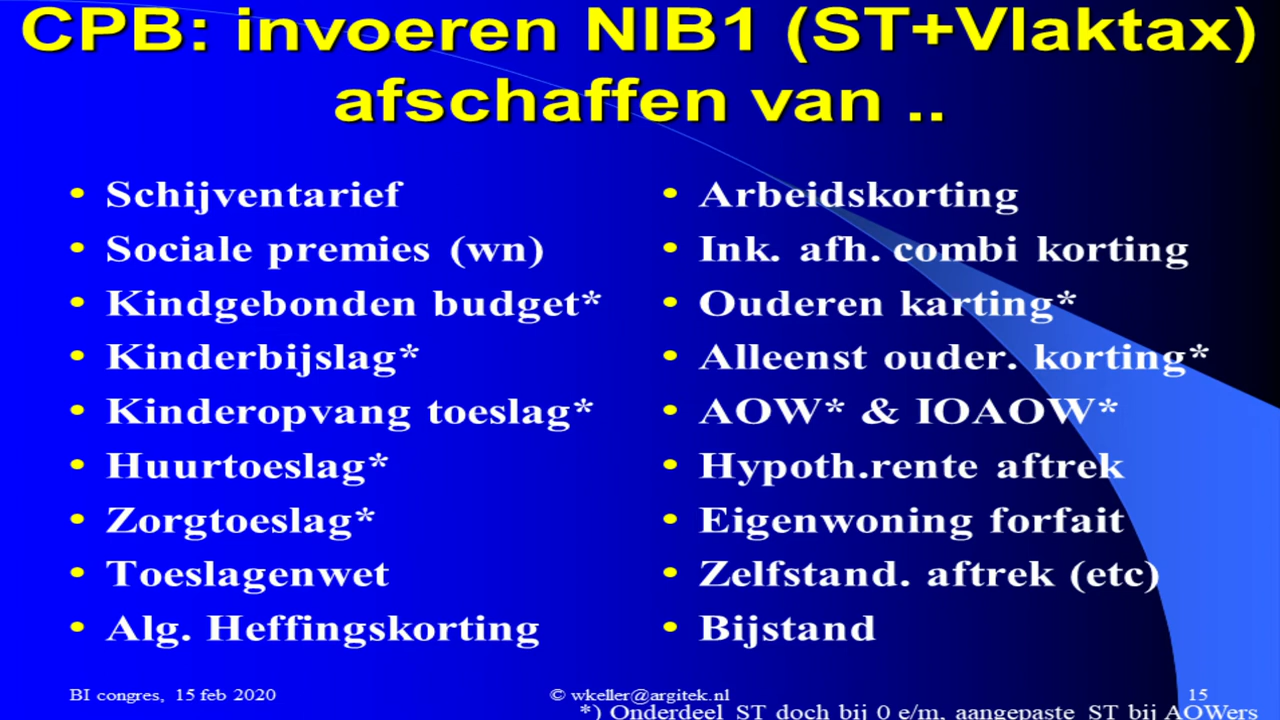 CPB: invoeren NIB1 (ST+Vlaktax)
afschaffen van ..
• Schijventarief
• Sociale premies (wn)
• Kindgebonden budget*
• Kinderbijslag*
• Kinderopvang toeslag*
• Huurtoeslag*
• Zorgtoeslag*
• Toeslagenwet
• Alg. Heffingskorting
• Arbeidskorting
• Ink. afh. combi korting
• Ouderen karting*
• Alleenst ouder. korting*
• AOW* & IOAOW*
• Hypoth.rente aftrek
• Eigenwoning forfait
• Zelfstand. aftrek (etc)
• Bijstand
BI congres, 15 feb 2020
© wkeller@argitek.nl
15
*) Onderdeel ST doch bij 0 e/m, aangepaste ST bij AOWers